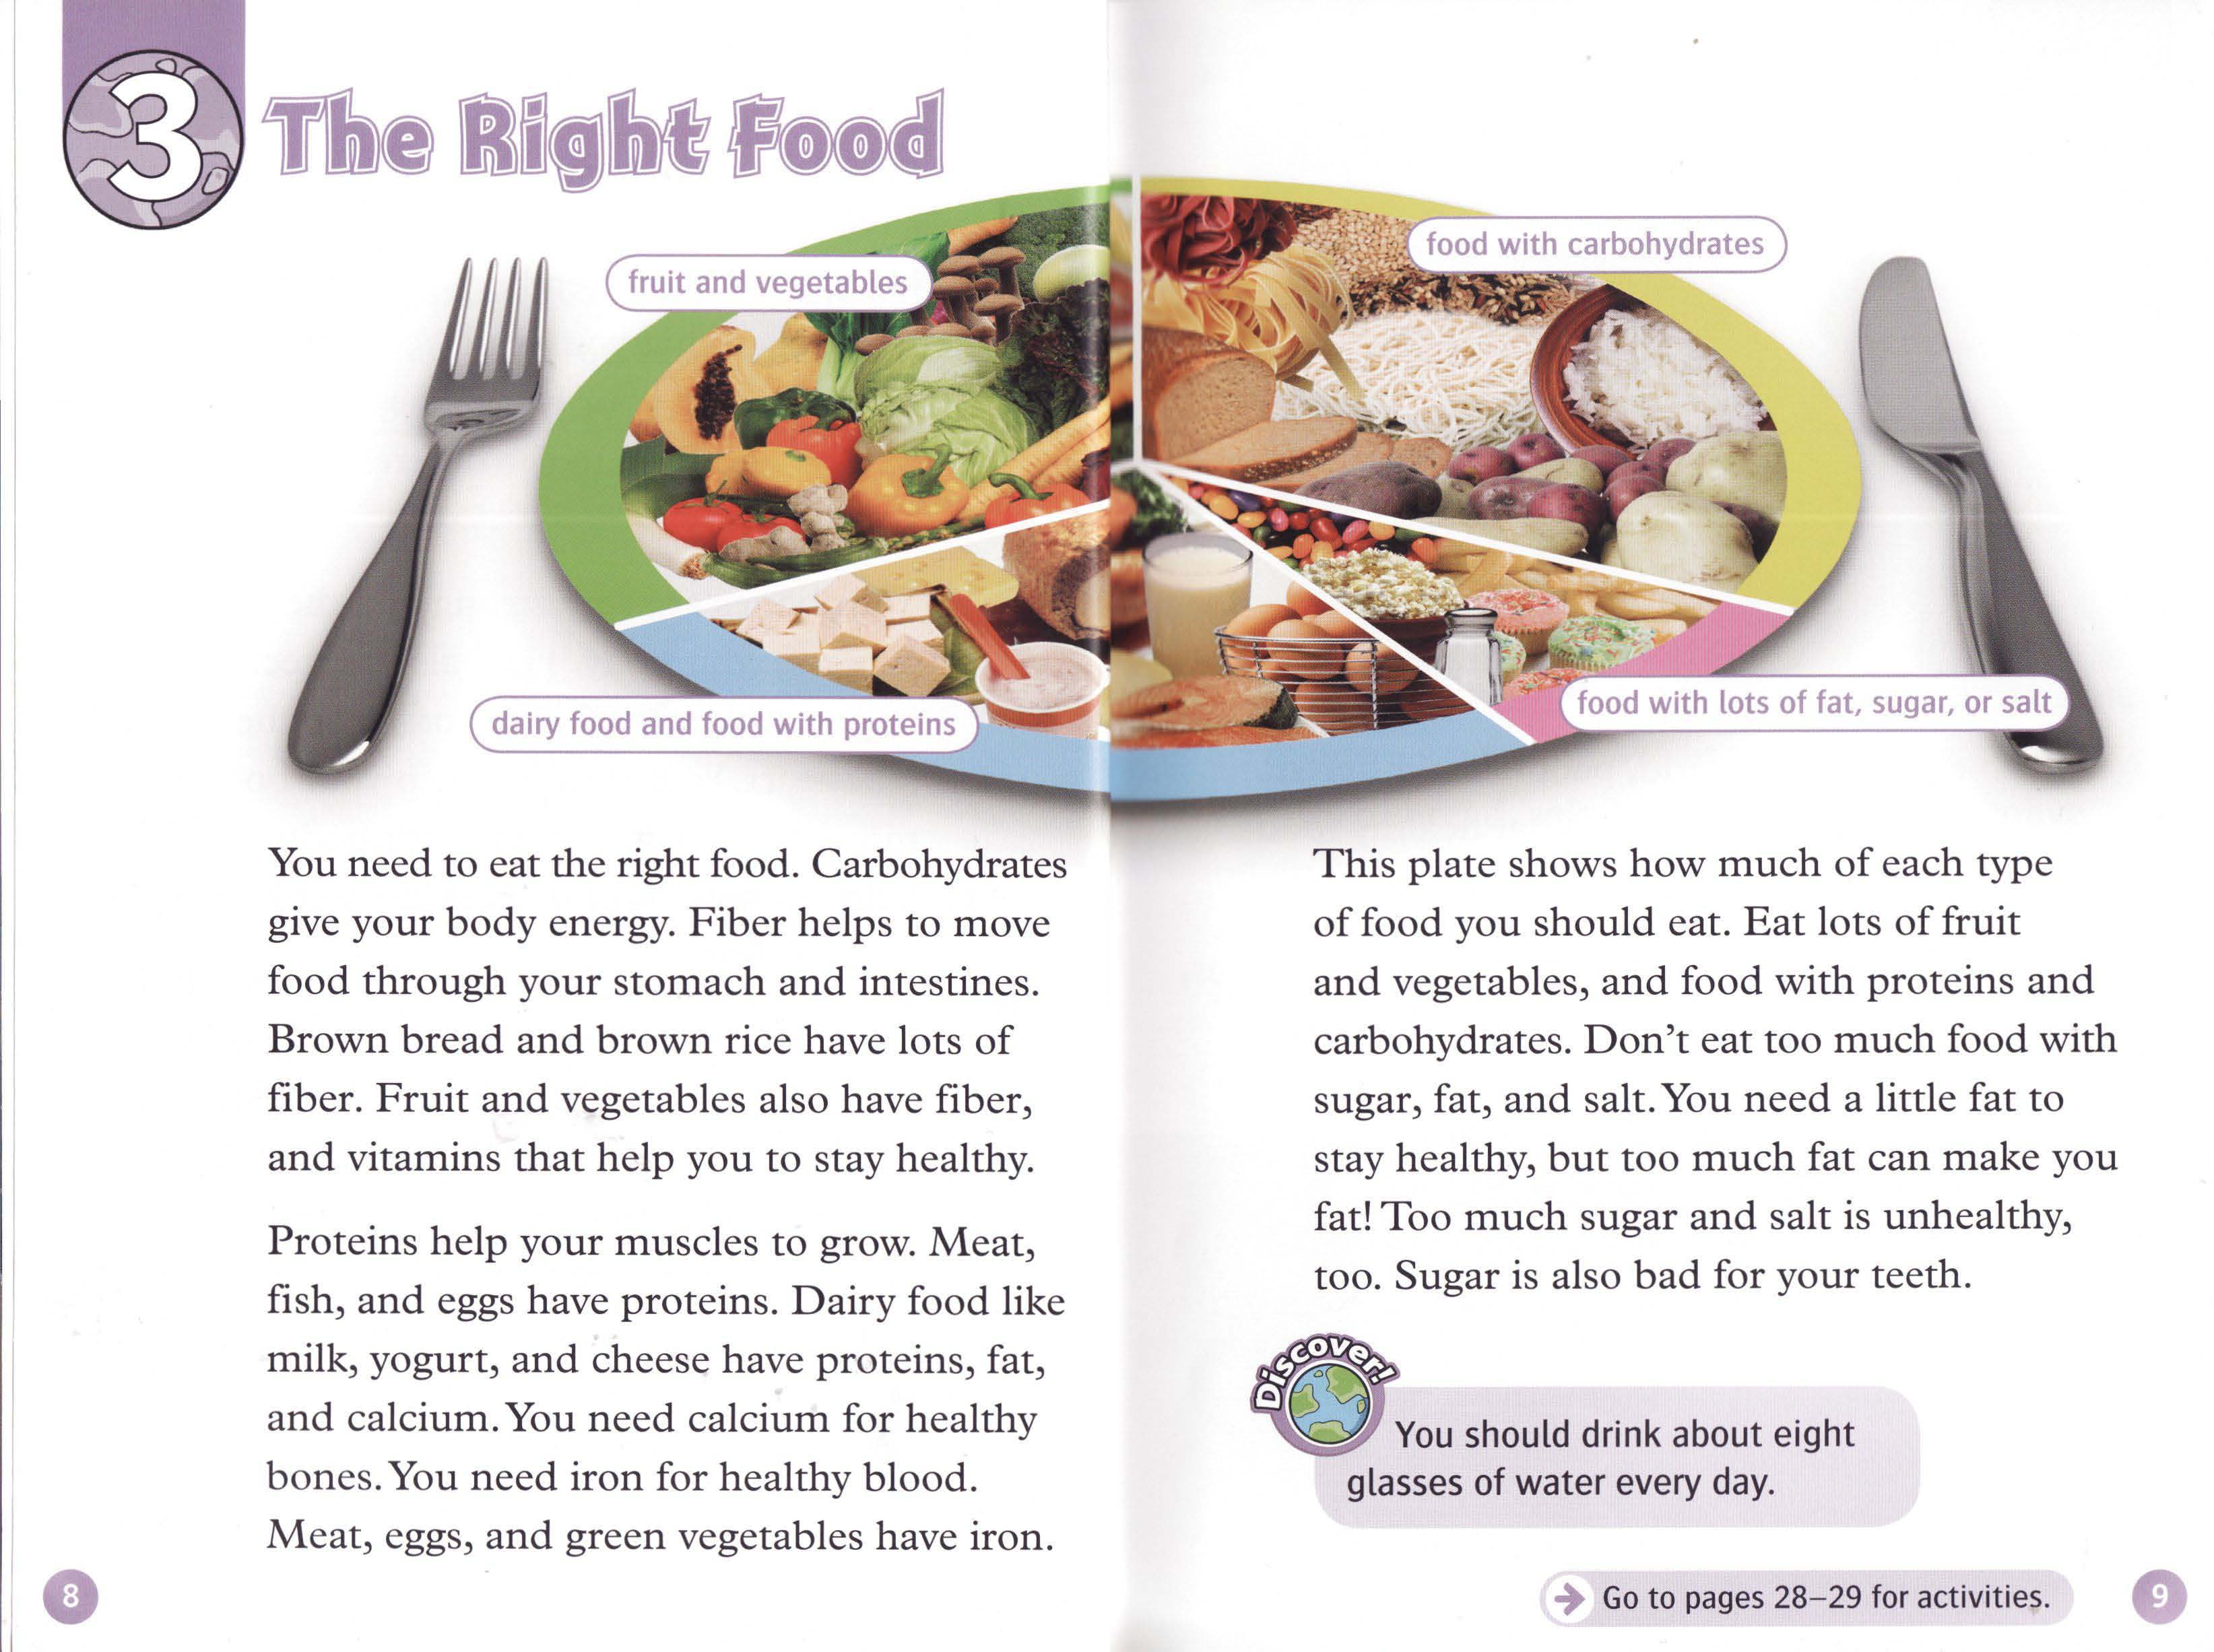 3
The Right Food
fruit and vegetables
food with carbohydrates
dairy food and food with proteins
food with lots of fat, sugar, or salt
You need to eat the right food. Carbohydrates
give your body energy. Fiber helps to move
food through your stomach and intestines.
Brown bread and brown rice have lots of
fiber. Fruit and vegetables also have fiber,
and vitamins that help you to stay healthy.
Proteins help your muscles to grow. Meat,
fish, and eggs have proteins. Dairy food like
milk, yogurt, and cheese have proteins, fat,
and calcium. You need calcium for healthy
bones. You need iron for healthy blood.
Meat, eggs, and green vegetables have iron.
8
This plate shows how much of each type
of food you should eat. Eat lots of fruit
and vegetables, and food with proteins and
carbohydrates. Don't eat too much food with
sugar, fat, and salt. You need a little fat to
stay healthy, but too much fat can make you
fat! Too much sugar and salt is unhealthy,
too. Sugar is also bad for your teeth.
Discover!
You should drink about eight
glasses of water every day.
Go to pages 28–29 for activities.
9